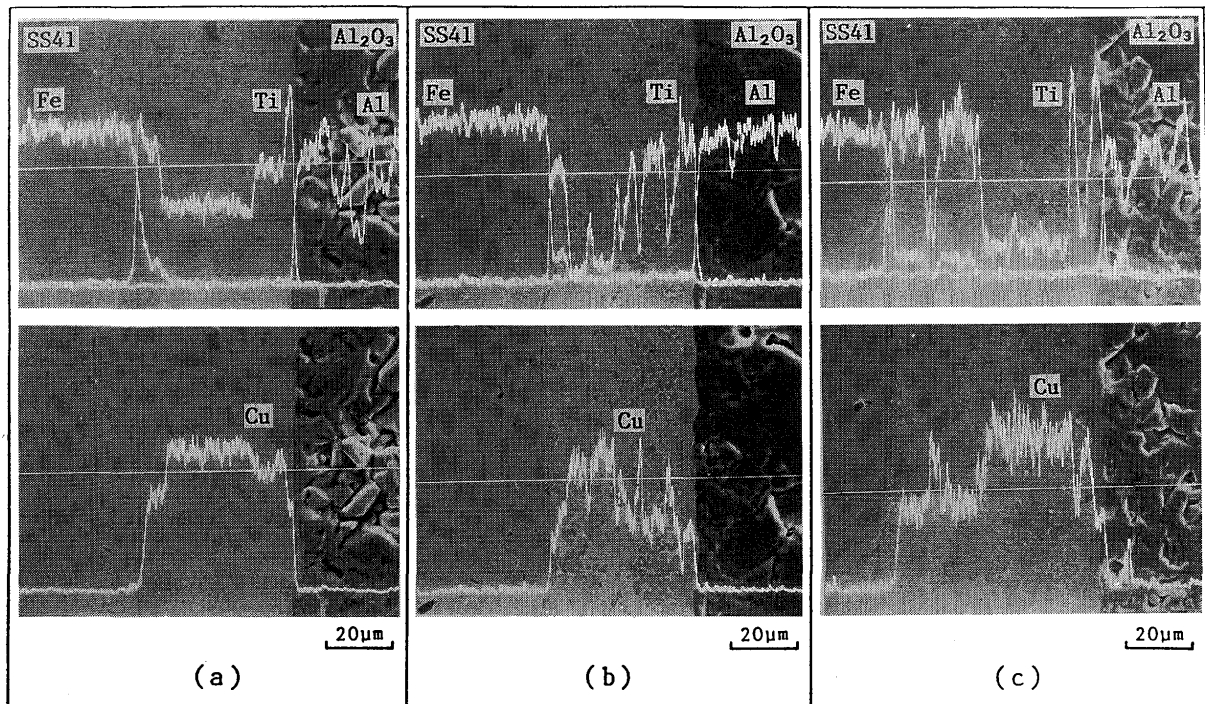 SS41 Al₂O₃
Fe Ti Al
Cu
20µm
(a)
SS41 Al₂O₃
Fe Ti Al
Cu
20µm
(b)
SS41 Al₂O₃
Fe Ti Al
Cu
20µm
(c)